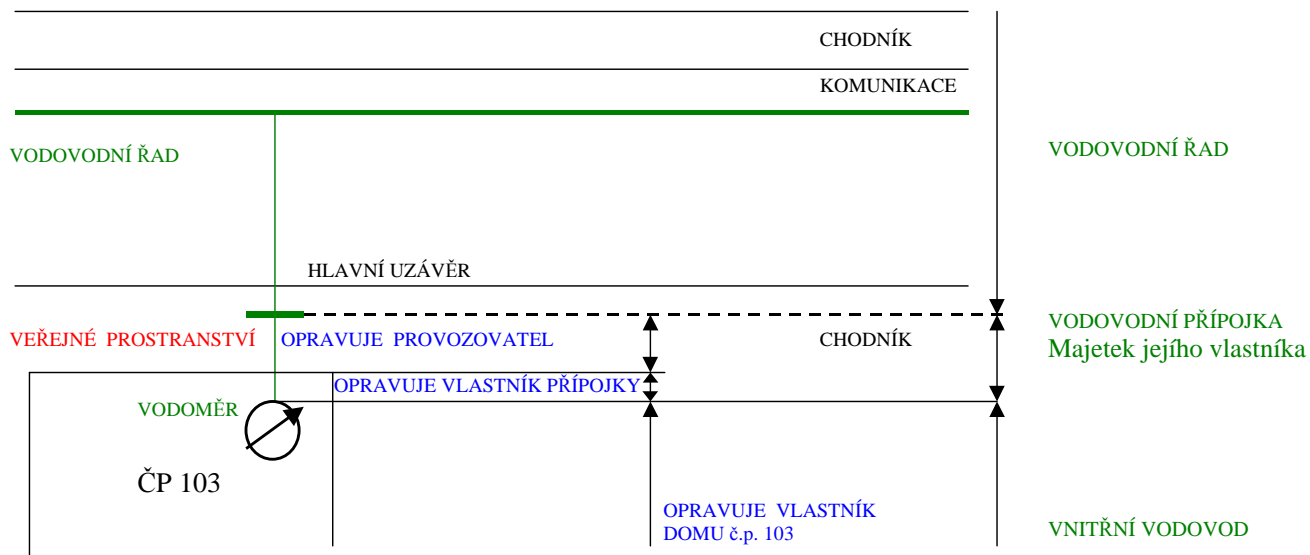 CHODNÍK
KOMUNIKACE
VODOVODNÍ ŘAD
VODOVODNÍ ŘAD
HLAVNÍ UZÁVĚR
VEŘEJNÉ PROSTRANSTVÍ
OPRAVUJE PROVOZOVATEL
CHODNÍK
VODOVODNÍ PŘÍPOJKA
Majetek jejího vlastníka
OPRAVUJE VLASTNÍK PŘÍPOJKY
VODOMĚR
ČP 103
OPRAVUJE VLASTNÍK
DOMU č.p. 103
VNITŘNÍ VODOVOD